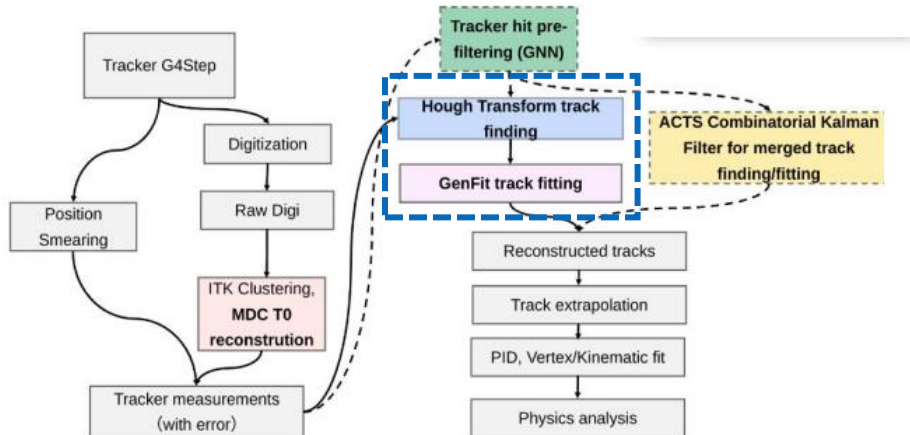 Tracker G4Step
Digitization
Raw Digi
Position
Smearing
ITK Clustering,
MDC T0
reconstrution
Tracker measurements
(with error)
Tracker hit pre-
filtering (GNN)
Hough Transform track
finding
GenFit track fitting
ACTS Combinatorial Kalman
Filter for merged track
finding/fitting
Reconstructed tracks
Track extrapolation
PID, Vertex/Kinematic fit
Physics analysis